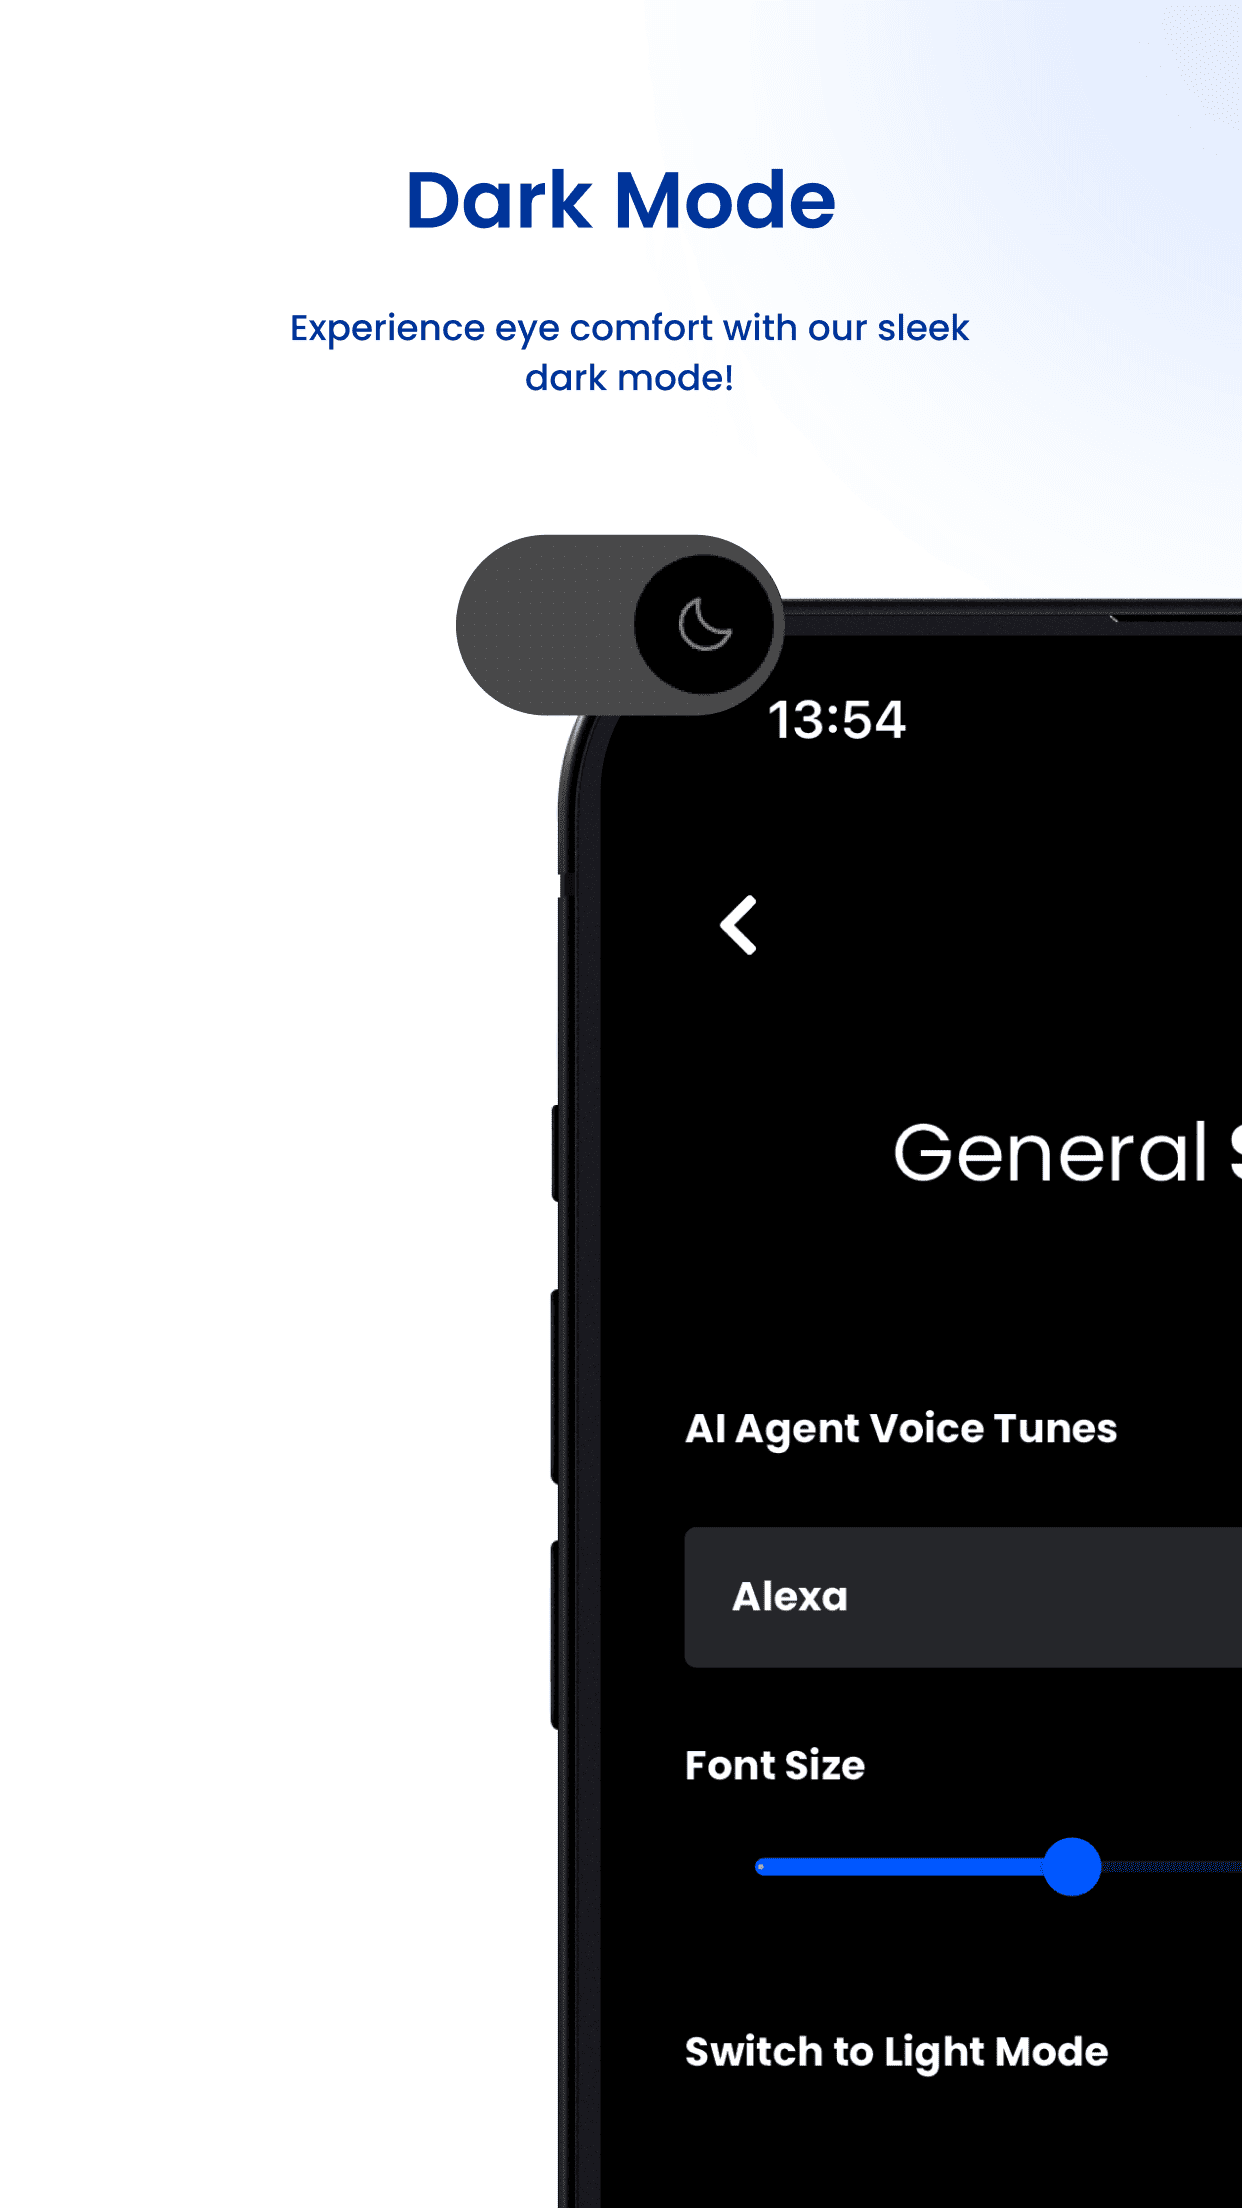 Dark Mode
Experience eye comfort with our sleek
dark mode!
13:54
General
AI Agent Voice Tunes
Alexa
Font Size
Switch to Light Mode